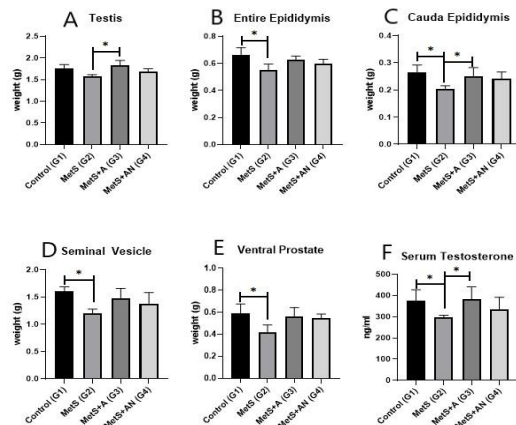 A Testis
*
weight (g)
2.5
2.0
1.5
1.0
0.5
0.0
Control (G1)
MetS (G2)
MetS+A (G3)
MetS+AN (G4)
B Entire Epididymis
*
weight (g)
0.8
0.6
0.4
0.2
0.0
Control (G1)
MetS (G2)
MetS+A (G3)
MetS+AN (G4)
C Cauda Epididymis
* *
weight (g)
0.4
0.3
0.2
0.1
0.0
Control (G1)
MetS (G2)
MetS+A (G3)
MetS+AN (G4)
D Seminal Vesicle
*
weight (g)
2.0
1.5
1.0
0.5
0.0
Control (G1)
MetS (G2)
MetS+A (G3)
MetS+AN (G4)
E Ventral Prostate
*
weight (g)
1.0
0.8
0.6
0.4
0.2
0.0
Control (G1)
MetS (G2)
MetS+A (G3)
MetS+AN (G4)
F Serum Testosterone
* *
ng/ml
500
400
300
200
100
0
Control (G1)
MetS (G2)
MetS+A (G3)
MetS+AN (G4)